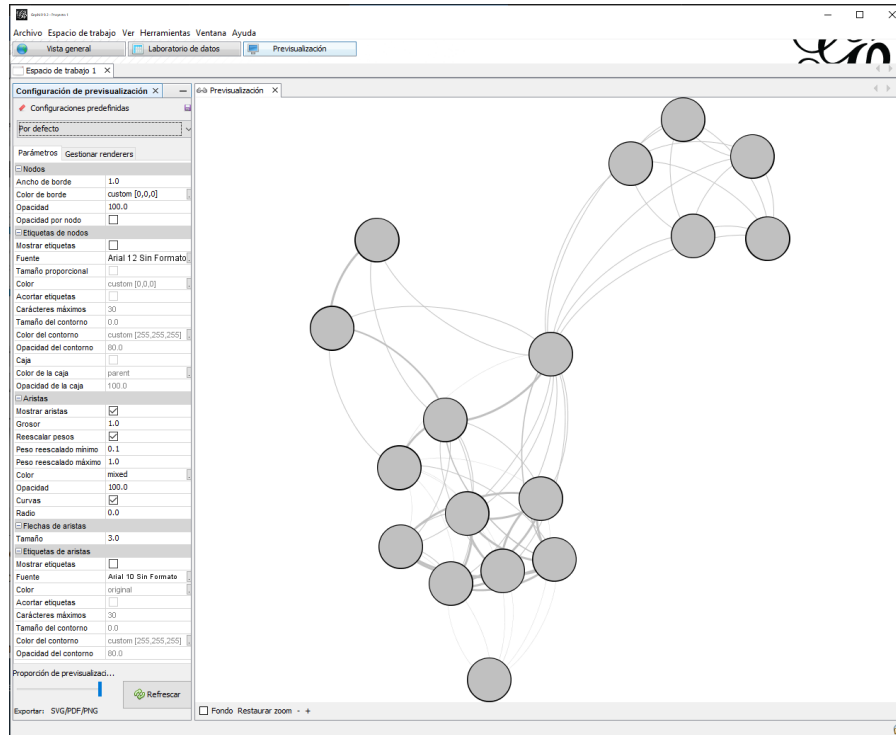 Archivo Espacio de trabajo Ver Herramientas Ventana Ayuda
Vista general Laboratorio de datos Previsualización
Espacio de trabajo 1 X
Configuración de previsualización X —
Previsualización X
Configuraciones predefinidas
Por defecto
Parámetros Gestionar renderers
Nodos
Ancho de borde 1.0
Color de borde custom [0,0,0]
Opacidad 100.0
Opacidad por nodo
Etiquetas de nodos
Mostrar etiquetas
Fuente Arial 12 Sin Formato
Tamaño proporcional
Color custom [0,0,0]
Acortar etiquetas
Carácteres máximos 30
Tamaño del contorno 0.0
Color del contorno custom [255,255,255]
Opacidad del contorno 80.0
Caja
Color de la caja parent
Opacidad de la caja 100.0
Aristas
Mostrar aristas
Grosor 1.0
Reescalar pesos
Peso reescalado mínimo 0.1
Peso reescalado máximo 1.0
Color mixed
Opacidad 100.0
Curvas
Radio 0.0
Flechas de aristas
Tamaño 3.0
Etiquetas de aristas
Mostrar etiquetas
Fuente Arial 10 Sin Formato
Color original
Acortar etiquetas
Carácteres máximos 30
Tamaño del contorno 0.0
Color del contorno custom [255,255,255]
Opacidad del contorno 80.0
Proporción de previsualizaci...
Refrescar
Exportar: SVG/PDF/PNG
Fondo Restaurar zoom - +